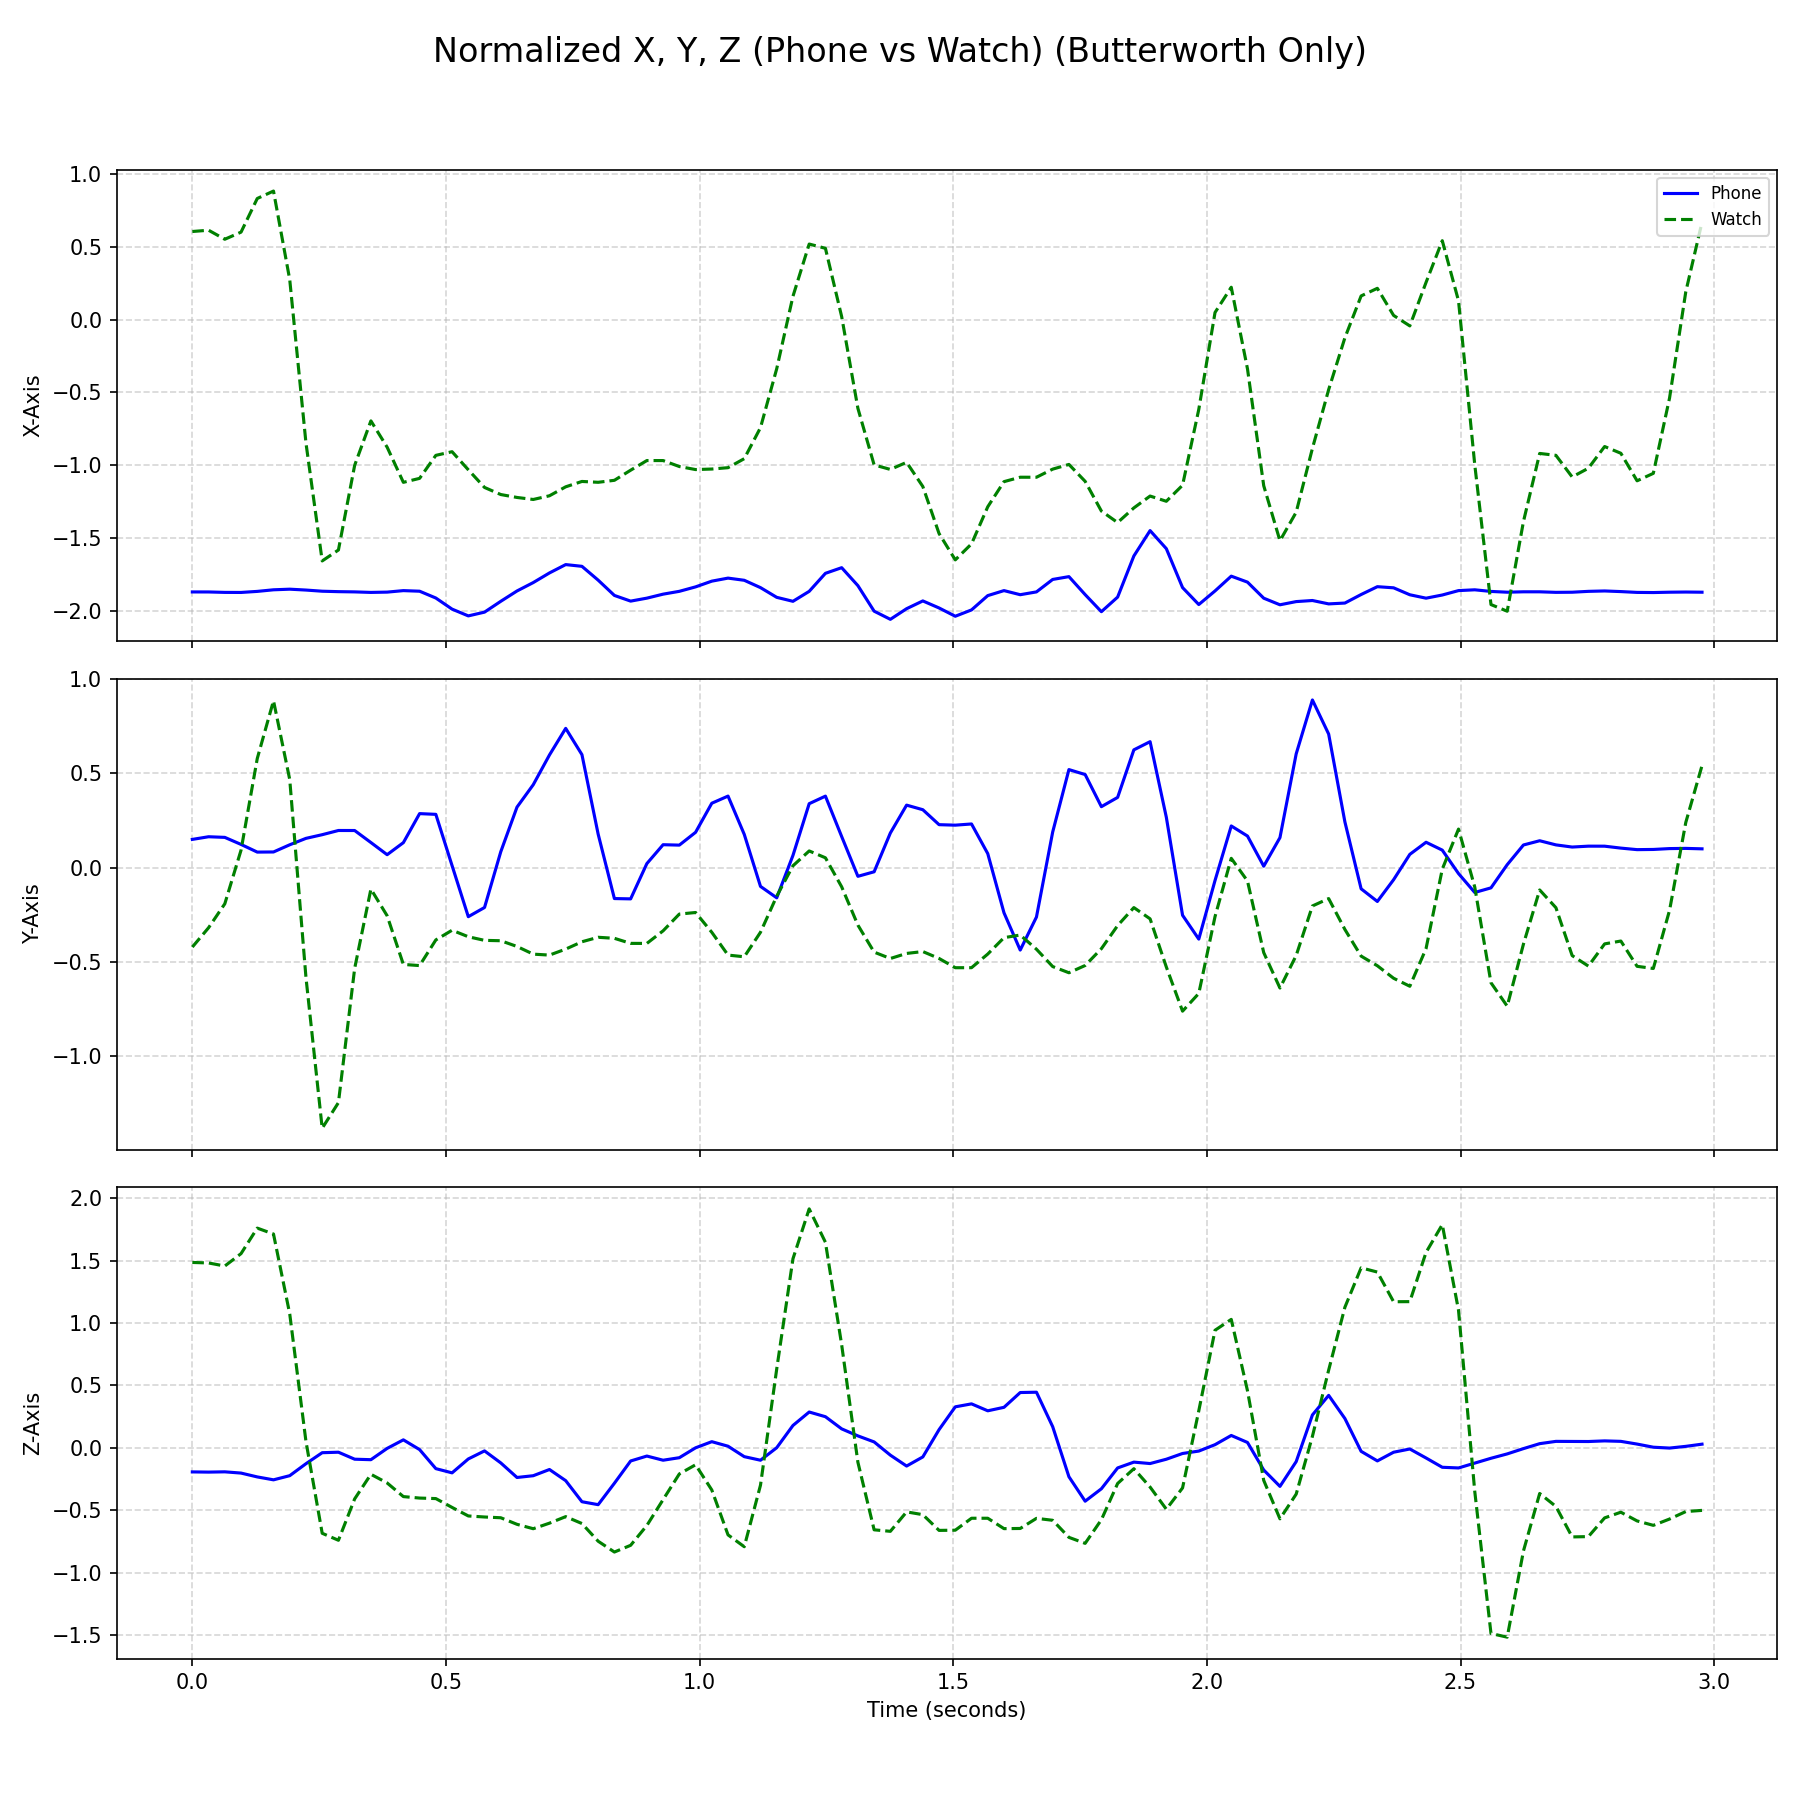 Normalized X, Y, Z (Phone vs Watch) (Butterworth Only)
Phone
Watch
1.0
0.5
0.0
−0.5
−1.0
−1.5
−2.0
X-Axis
1.0
0.5
0.0
−0.5
−1.0
Y-Axis
2.0
1.5
1.0
0.5
0.0
−0.5
−1.0
−1.5
Z-Axis
0.0 0.5 1.0 1.5 2.0 2.5 3.0
Time (seconds)